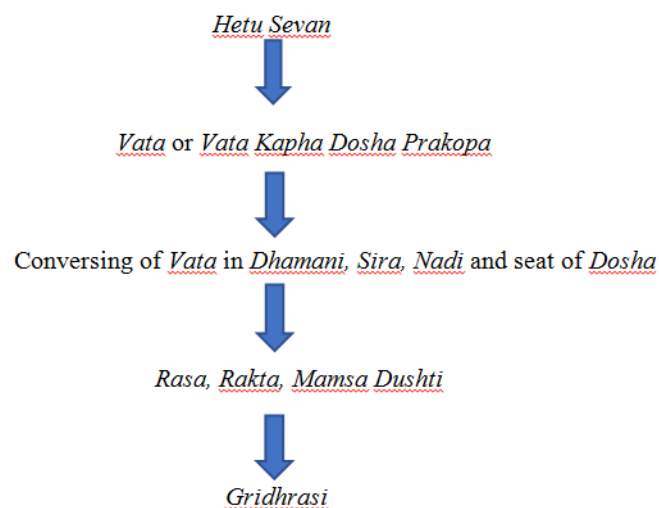 Hetu Sevan
Vata or Vata Kapha Dosha Prakopa
Conversing of Vata in Dhamani, Sira, Nadi and seat of Dosha
Rasa, Rakta, Mamsa Dushti
Gridhrasi